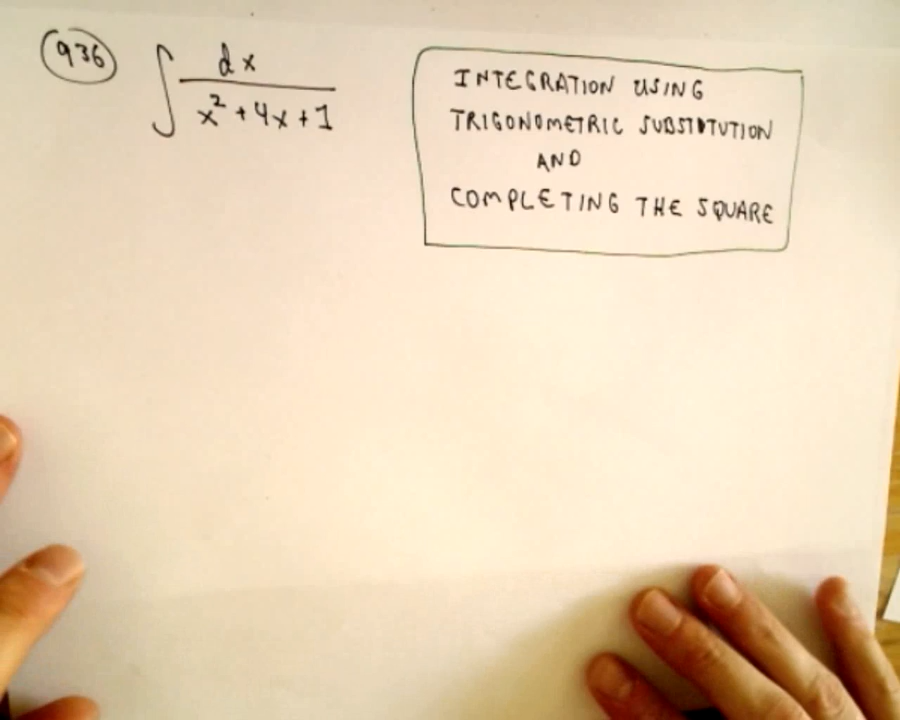 936
∫ dx / (x² + 4x + 1)
INTEGRATION USING
TRIGONOMETRIC SUBSTITUTION
AND
COMPLETING THE SQUARE